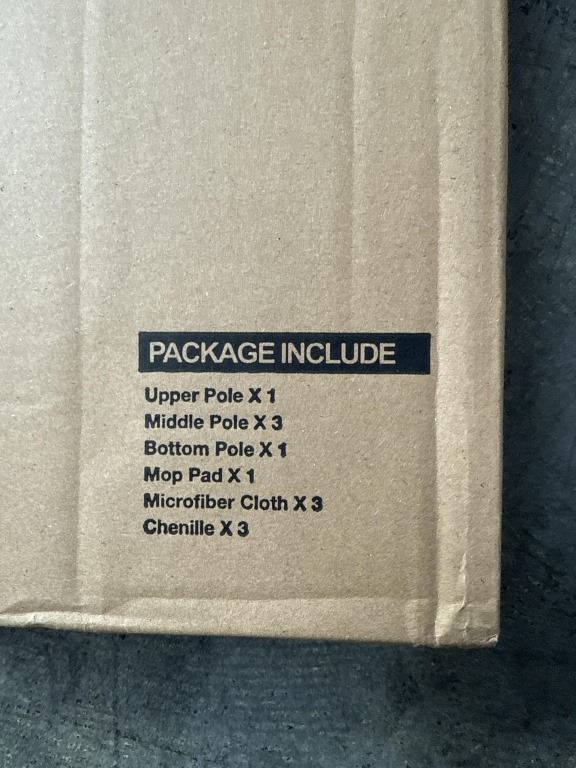 PACKAGE INCLUDE
Upper Pole X 1
Middle Pole X 3
Bottom Pole X 1
Mop Pad X 1
Microfiber Cloth X 3
Chenille X 3